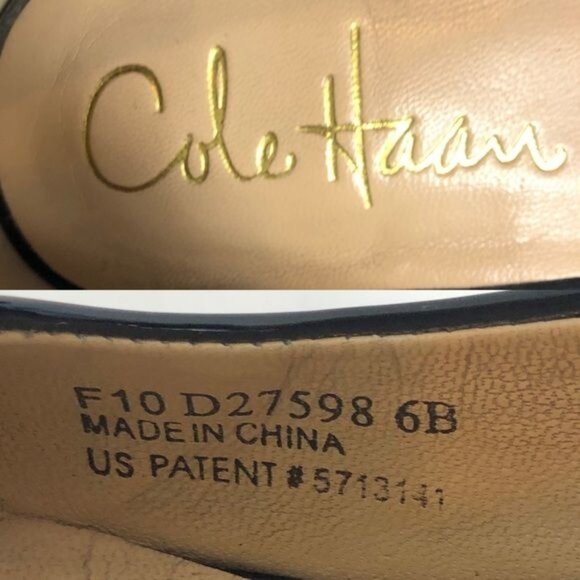 Cole Haan
F10 D27598 6B
MADE IN CHINA
US PATENT # 5713141